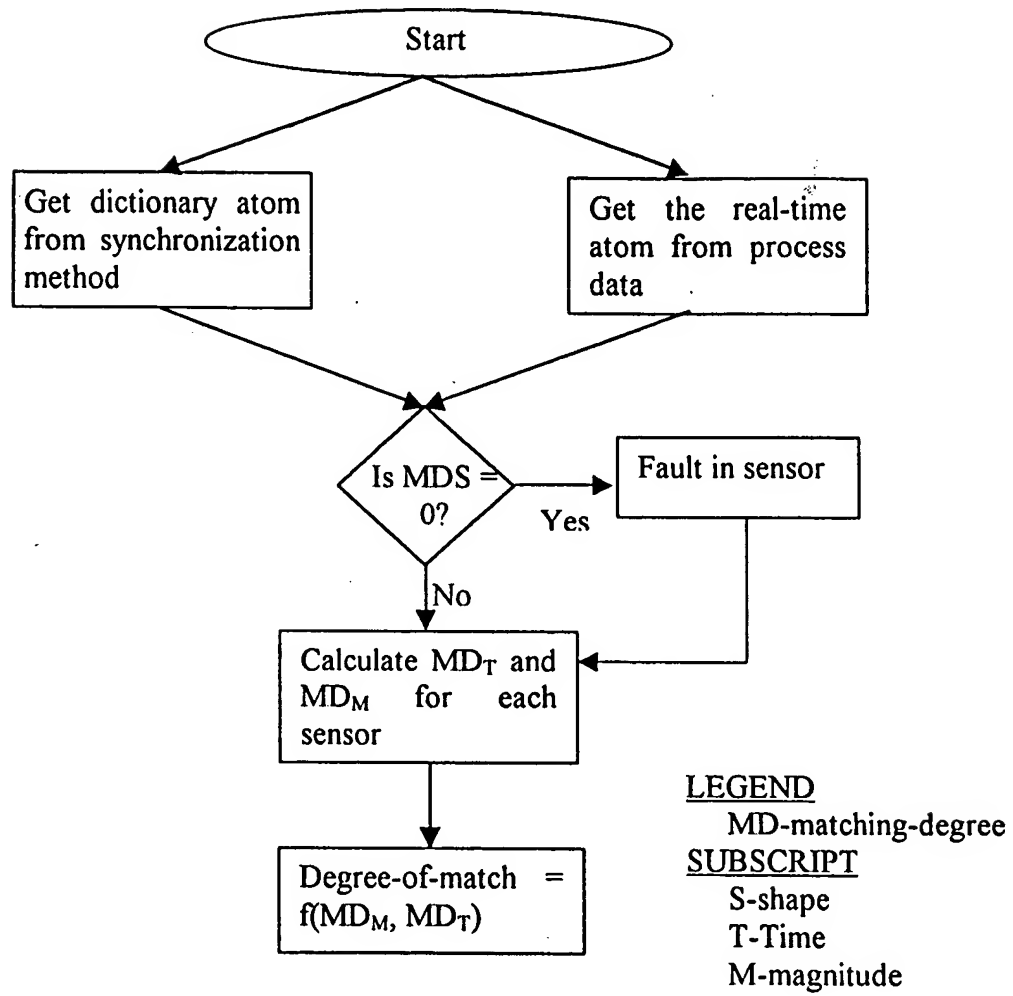 Start
Get dictionary atom
from synchronization
method
Get the real-time
atom from process
data
Is MDS =
0?
Yes
Fault in sensor
No
Calculate MDT and
MDM for each
sensor
Degree-of-match =
f(MDM, MDT)
LEGEND
MD-matching-degree
SUBSCRIPT
S-shape
T-Time
M-magnitude